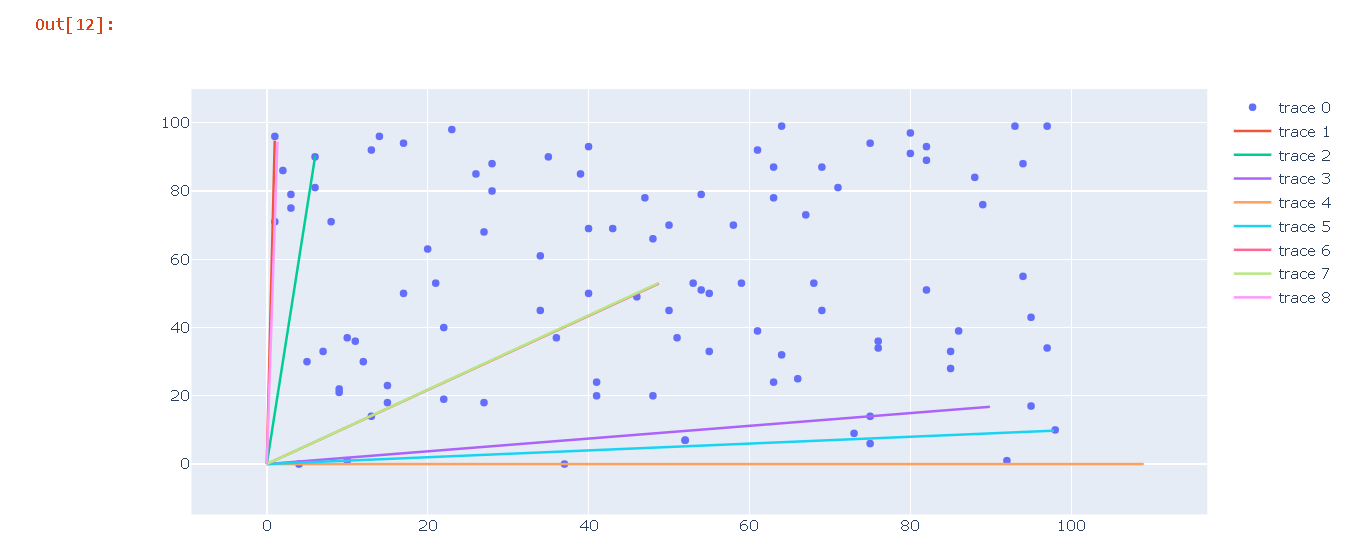 Out[12]:
100
80
60
40
20
0
0 20 40 60 80 100
trace 0
trace 1
trace 2
trace 3
trace 4
trace 5
trace 6
trace 7
trace 8